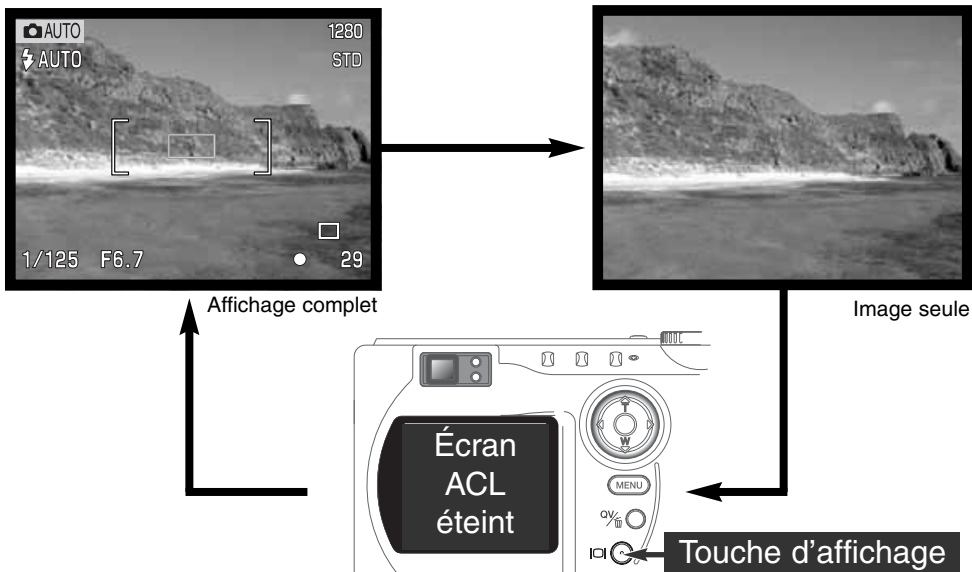 AUTO 1280
AUTO STD
1/125 F6.7 29
Affichage complet
Image seule
T
W
Écran
ACL
éteint
MENU
QV/
Touche d'affichage